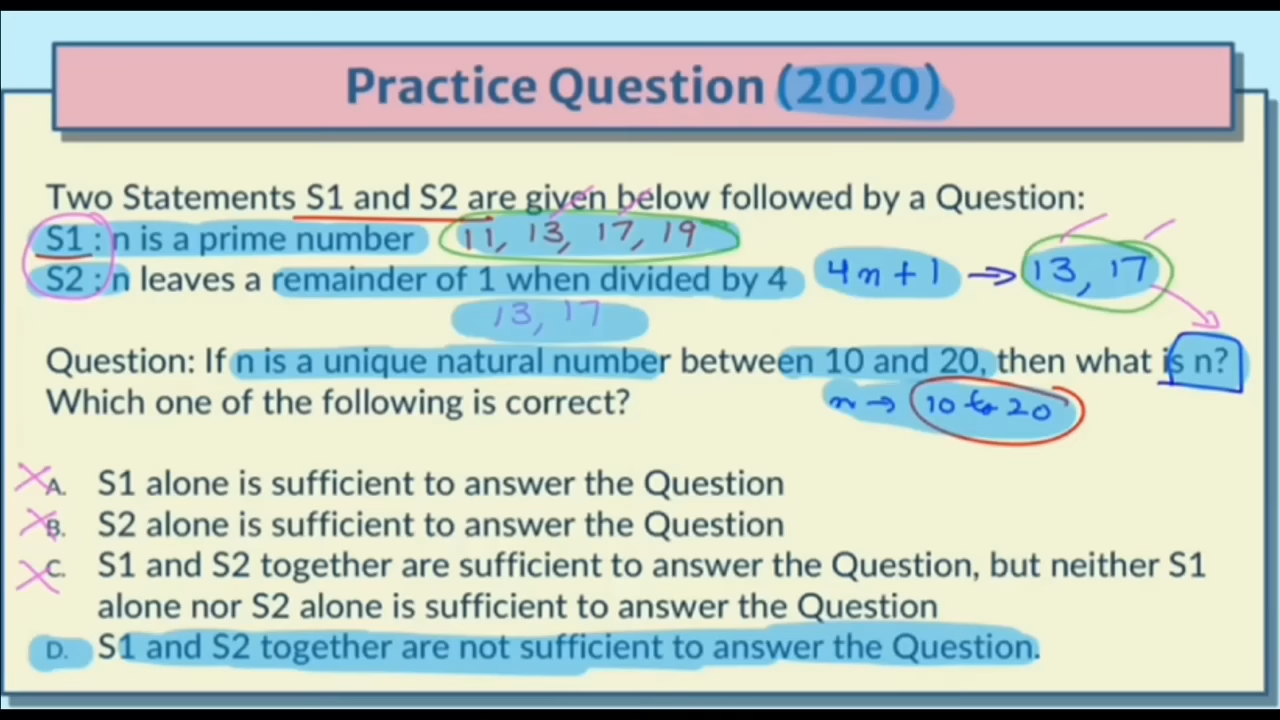 Practice Question (2020)
Two Statements S1 and S2 are given below followed by a Question:
S1 : n is a prime number 11, 13, 17, 19
S2 : n leaves a remainder of 1 when divided by 4 4n + 1 → 13, 17
13, 17
Question: If n is a unique natural number between 10 and 20, then what is n?
Which one of the following is correct? n → 10 to 20
A. S1 alone is sufficient to answer the Question
B. S2 alone is sufficient to answer the Question
C. S1 and S2 together are sufficient to answer the Question, but neither S1
alone nor S2 alone is sufficient to answer the Question
D. S1 and S2 together are not sufficient to answer the Question.